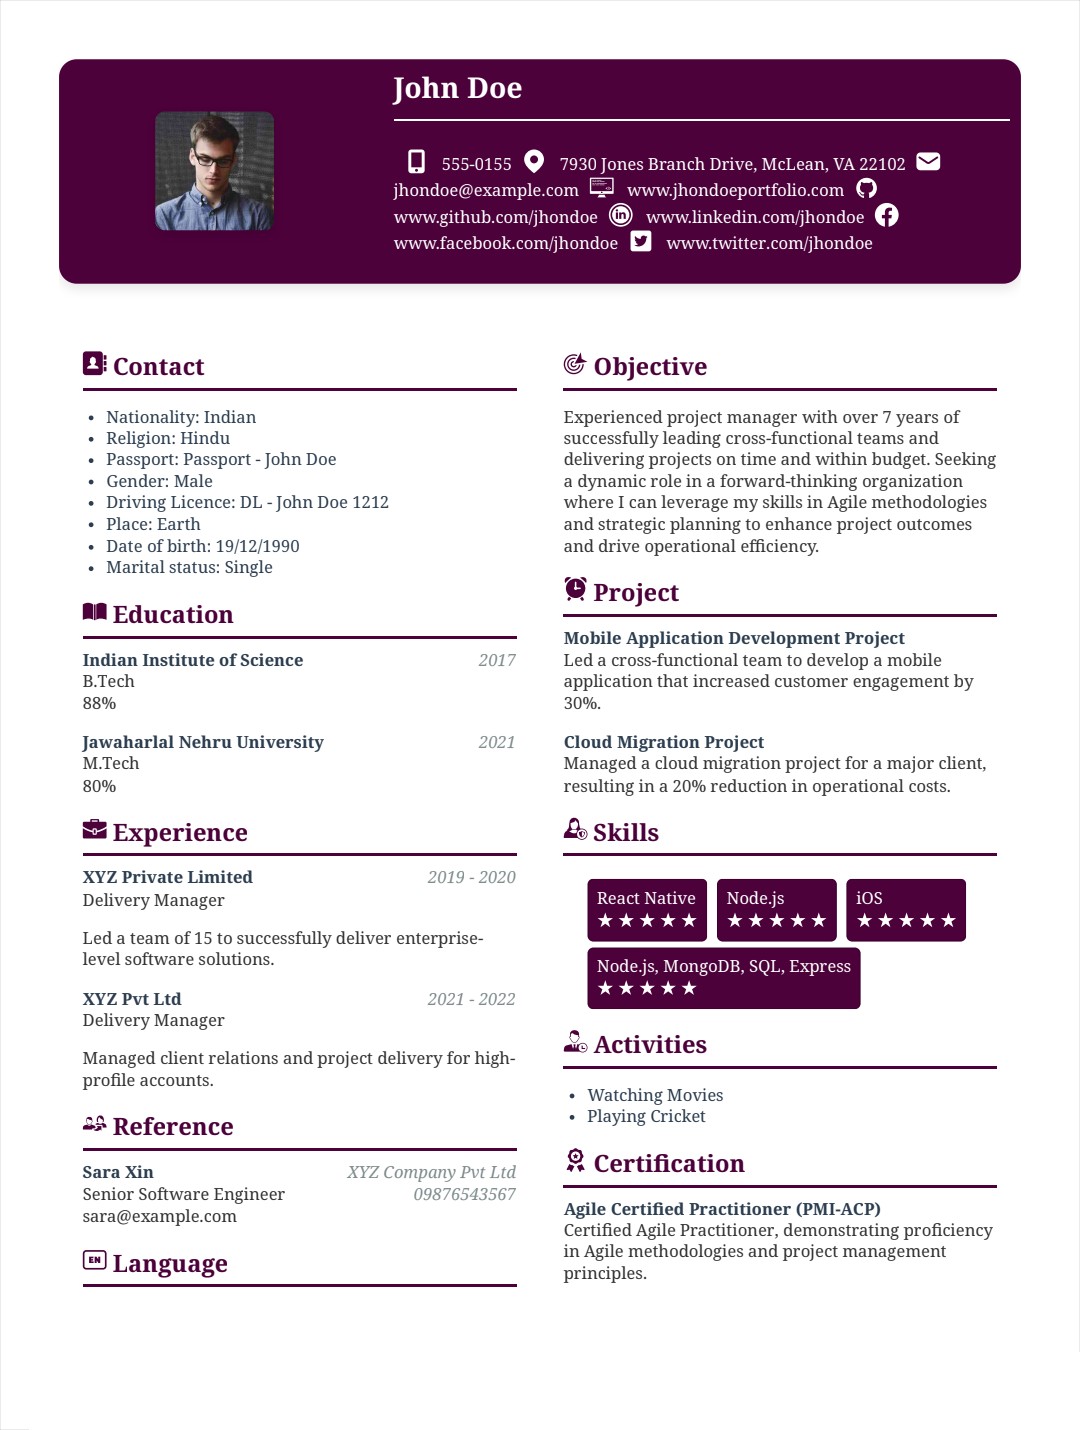 John Doe
555-0155 7930 Jones Branch Drive, McLean, VA 22102
jhondoe@example.com www.jhondoeportfolio.com
www.github.com/jhondoe www.linkedin.com/jhondoe
www.facebook.com/jhondoe www.twitter.com/jhondoe
Contact
• Nationality: Indian
• Religion: Hindu
• Passport: Passport - John Doe
• Gender: Male
• Driving Licence: DL - John Doe 1212
• Place: Earth
• Date of birth: 19/12/1990
• Marital status: Single
Education
Indian Institute of Science 2017
B.Tech
88%
Jawaharlal Nehru University 2021
M.Tech
80%
Experience
XYZ Private Limited 2019 - 2020
Delivery Manager
Led a team of 15 to successfully deliver enterprise-
level software solutions.
XYZ Pvt Ltd 2021 - 2022
Delivery Manager
Managed client relations and project delivery for high-
profile accounts.
Reference
Sara Xin XYZ Company Pvt Ltd
Senior Software Engineer 09876543567
sara@example.com
EN Language
Objective
Experienced project manager with over 7 years of
successfully leading cross-functional teams and
delivering projects on time and within budget. Seeking
a dynamic role in a forward-thinking organization
where I can leverage my skills in Agile methodologies
and strategic planning to enhance project outcomes
and drive operational efficiency.
Project
Mobile Application Development Project
Led a cross-functional team to develop a mobile
application that increased customer engagement by
30%.
Cloud Migration Project
Managed a cloud migration project for a major client,
resulting in a 20% reduction in operational costs.
Skills
React Native Node.js iOS
★★★★★ ★★★★★ ★★★★★
Node.js, MongoDB, SQL, Express
★★★★★
Activities
• Watching Movies
• Playing Cricket
Certification
Agile Certified Practitioner (PMI-ACP)
Certified Agile Practitioner, demonstrating proficiency
in Agile methodologies and project management
principles.